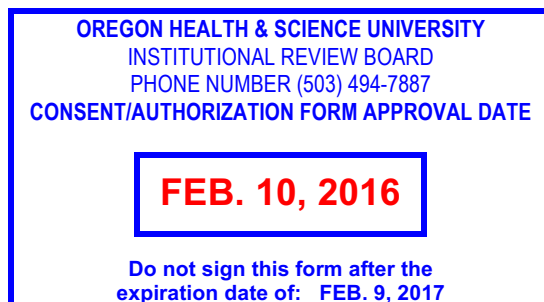 OREGON HEALTH & SCIENCE UNIVERSITY
INSTITUTIONAL REVIEW BOARD
PHONE NUMBER (503) 494-7887
CONSENT/AUTHORIZATION FORM APPROVAL DATE
FEB. 10, 2016
Do not sign this form after the
expiration date of: FEB. 9, 2017